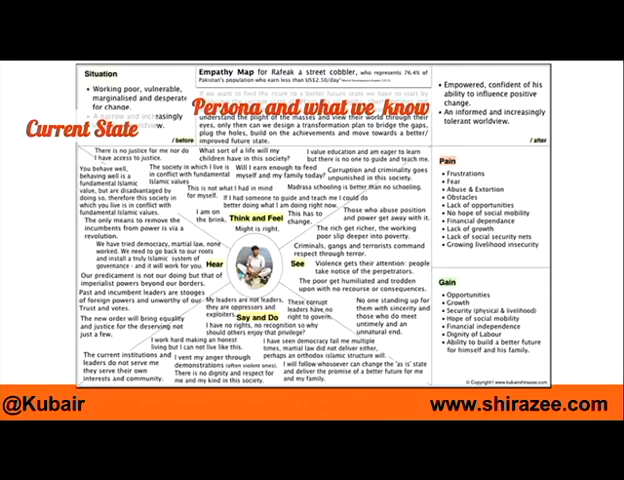 Situation
Working poor, vulnerable,
marginalised and desperate
for change.
A narrow and increasingly
Current State
/before
Empathy Map for Rafeak a street cobbler, who represents 76.4% of
Pakistan's population who earn less than US$2.50/day"
If we want to find the route to a better future we have to start by
Persona and what we know
understand the plight of the masses and view the world through their
eyes, only then can we design a transformation plan to bridge the gaps,
plug the holes, build on the achievements and move towards a better/
improved future state.
Empowered, confident of his
ability to influence positive
change.
An informed and increasingly
tolerant worldview.
/after
There is no justice for me nor do
I have access to justice.
What sort of a life will my
children have in this society?
I value education and am eager to learn
but there is no one to guide and teach me.
You behave well,
behaving well is a
fundamental Islamic
value, but are disadvantaged by
doing so, therefore this society in
which you live is in conflict with
fundamental Islamic values.
The society in which I live is
in conflict with fundamental
Islamic values
Will I earn enough to feed
myself and my family today?
Corruption and criminality goes
unpunished in this society.
This is not what I had in mind
for myself.
Madrasa schooling is better than no schooling.
If I had someone to guide and teach me I could do
better doing what I am doing right now.
I am on
the brink.
Think and Feel
Might is right.
This has to
change.
Those who abuse position
and power get away with it.
The only means to remove the
incumbents from power is via a
revolution.
The rich get richer, the working
poor slip deeper into poverty.
We have tried democracy, martial law, none
worked. We need to go back to our roots
and install a truly Islamic system of
governance - and it will work for you.
Criminals, gangs and terrorists command
respect through terror.
Hear
See
Violence gets their attention: people
take notice of the perpetrators.
Our predicament is not our doing but that of
imperialist powers beyond our borders.
The poor get humiliated and trodden
upon with no recourse or consequences.
Past and incumbent leaders are stooges
of foreign powers and unworthy of our
Trust and votes.
My leaders are not leaders,
they are oppressors and
exploiters.
Say and Do
These corrupt
leaders have no
right to govern.
No one standing up for
them with sincerity and
those who do meet
untimely and an
unnatural end.
The new order will bring equality
and justice for the deserving not
just a few.
I have no rights, no recognition so why
should others enjoy that privilege?
I work hard making an honest
living but I can not live like this.
I have seen democracy fail me multiple
times, martial law did not deliver either,
perhaps an orthodox islamic structure will.
The current institutions and
leaders do not serve me
they serve their own
interests and community.
I vent my anger through
demonstrations (often violent ones).
There is no dignity and respect for
me and my kind in this society.
I will follow whosoever can change the 'as is' state
and deliver the promise of a better future for me
and my family.
Pain
Frustrations
Fear
Abuse & Extortion
Obstacles
Lack of opportunities
No hope of social mobility
Financial dependance
Lack of growth
Lack of social security nets
Growing livelihood insecurity
Gain
Opportunities
Growth
Security (physical & livelihood)
Hope of social mobility
Financial independence
Dignity of Labour
Ability to build a better future
for himself and his family.
© Copyright www.kubairshirazee.com
@Kubair
www.shirazee.com